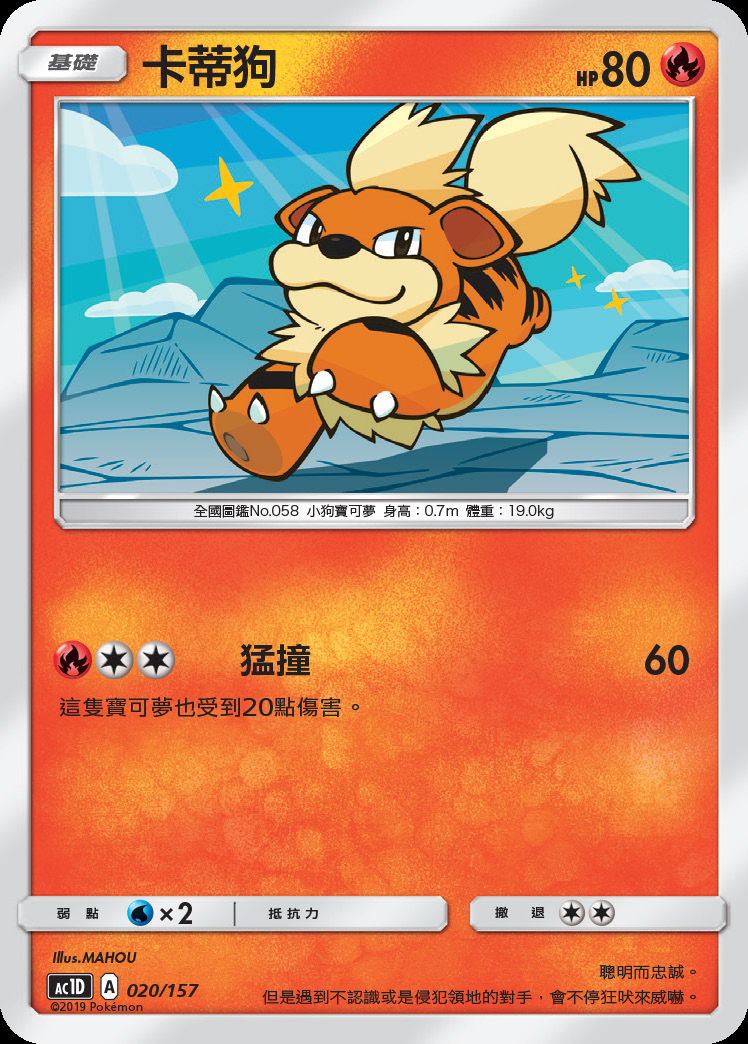 基礎 卡蒂狗 HP80
全國圖鑑No.058 小狗寶可夢 身高：0.7m 體重：19.0kg
猛撞 60
這隻寶可夢也受到20點傷害。
弱點 ×2 抵抗力 撤退
Illus.MAHOU
聰明而忠誠。
AC1D A 020/157
但是遇到不認識或是侵犯領地的對手，會不停狂吠來威嚇。
©2019 Pokémon